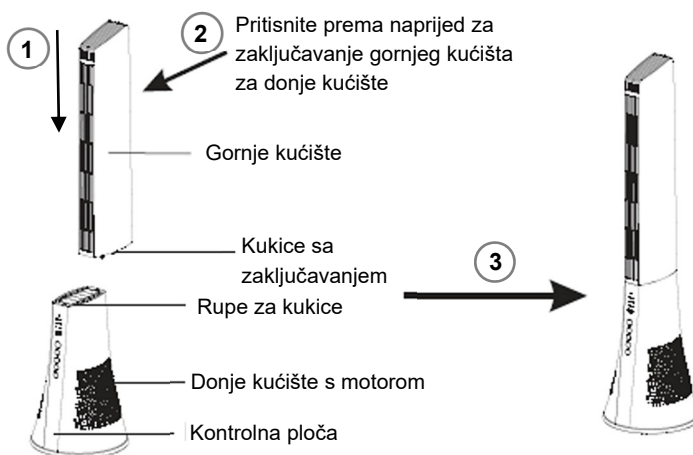 1
2
Pritisnite prema naprijed za
zaključavanje gornjeg kućišta
za donje kućište
Gornje kućište
Kukice sa
zaključavanjem
3
Rupe za kukice
Donje kućište s motorom
Kontrolna ploča